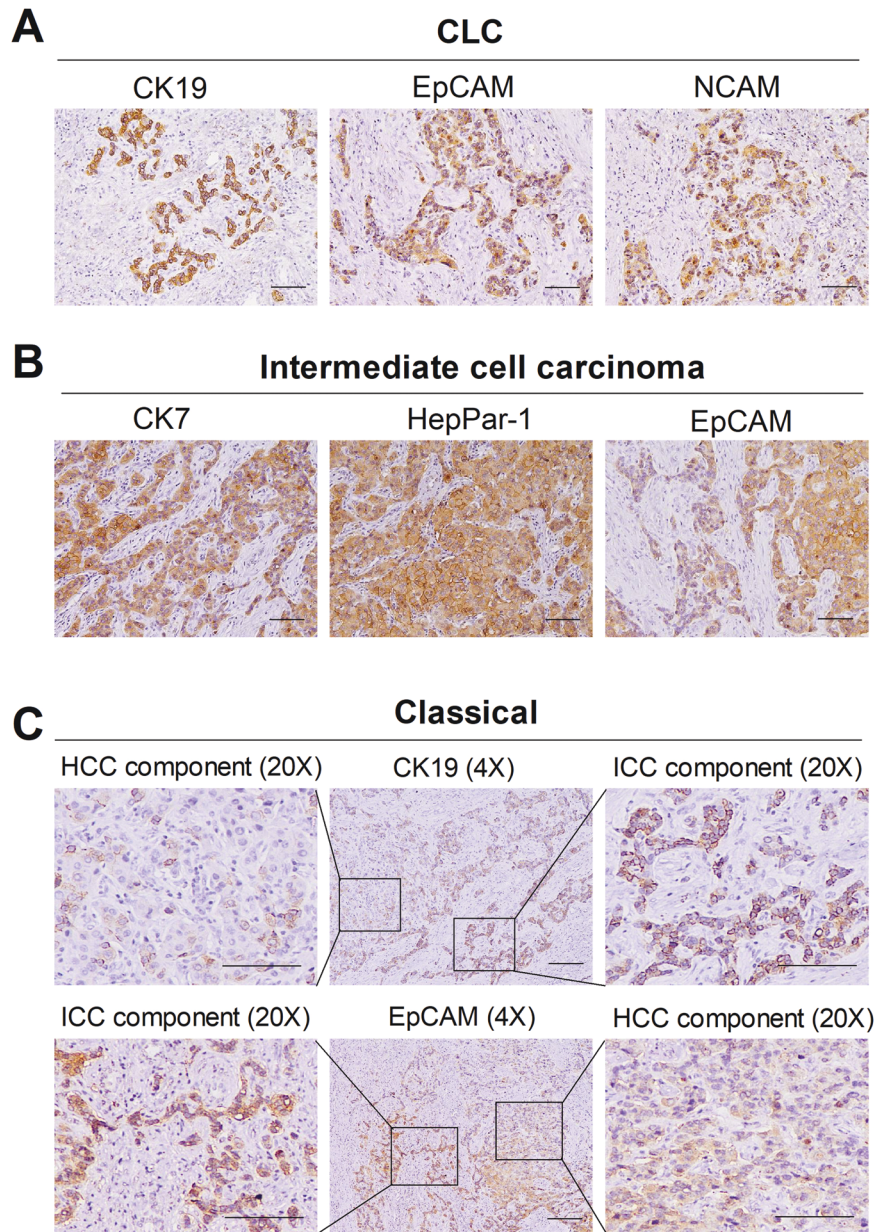 A
CLC
CK19 EpCAM NCAM
B
Intermediate cell carcinoma
CK7 HepPar-1 EpCAM
C
Classical
HCC component (20X) CK19 (4X) ICC component (20X)
ICC component (20X) EpCAM (4X) HCC component (20X)